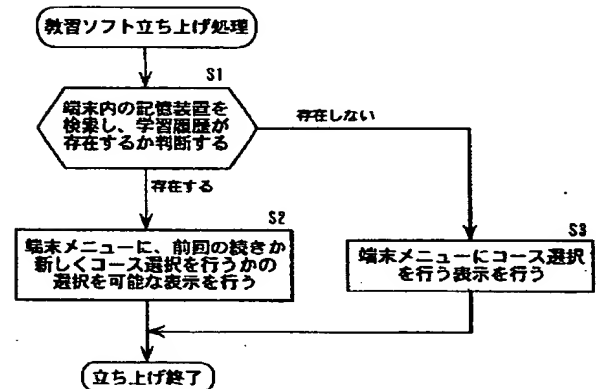 教習ソフト立ち上げ処理
S1
端末内の記憶装置を
検索し、学習履歴が
存在するか判断する
存在しない
存在する
S2
端末メニューに、前回の続きか
新しくコース選択を行うかの
選択を可能な表示を行う
S3
端末メニューにコース選択
を行う表示を行う
立ち上げ終了